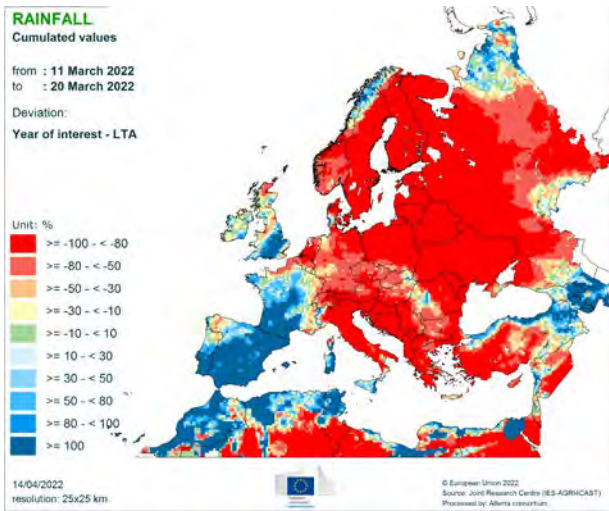 RAINFALL
Cumulated values
from : 11 March 2022
to : 20 March 2022
Deviation:
Year of interest - LTA
Unit: %
>= -100 - < -80
>= -80 - < -50
>= -50 - < -30
>= -30 - < -10
>= -10 - < 10
>= 10 - < 30
>= 30 - < 50
>= 50 - < 80
>= 80 - < 100
>= 100
14/04/2022
resolution: 25x25 km
© European Union 2022
Source: Joint Research Centre
Processed by: Alterra consortium